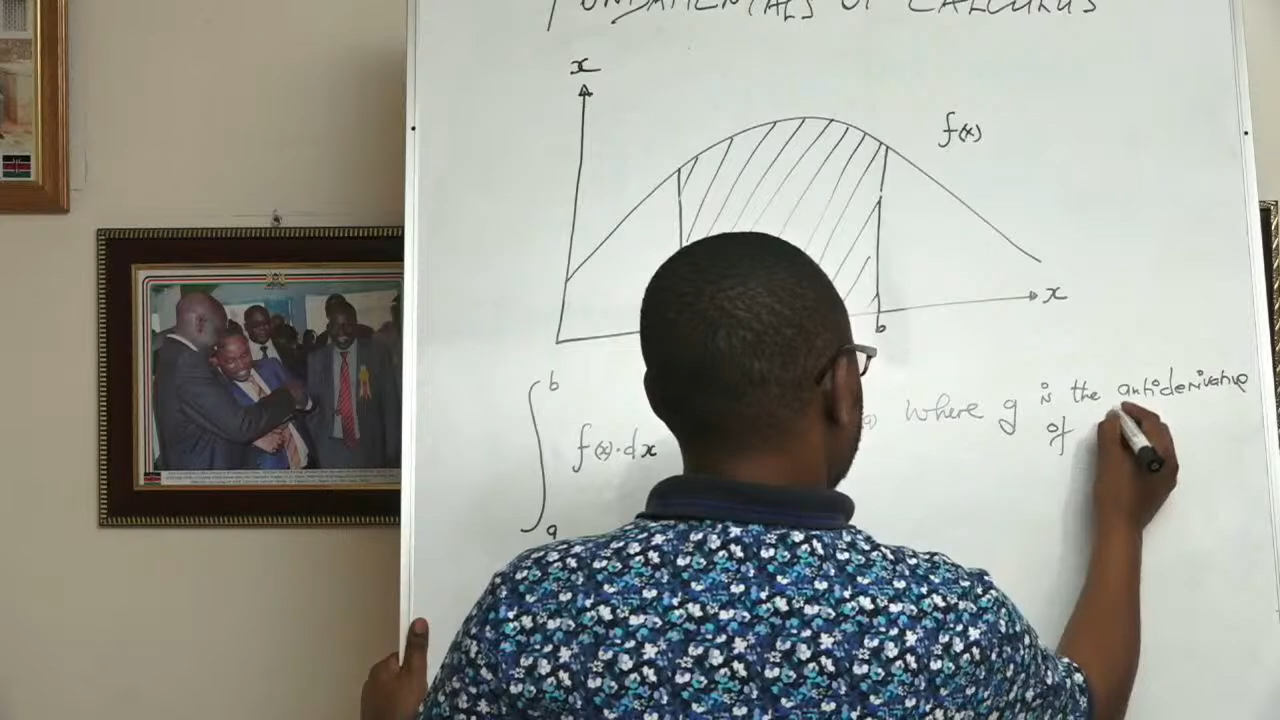 FUNDAMENTALS OF CALCULUS
x
f(x)
x
b
b
∫ f(x)·dx (a) where g is the antiderivative
of
a